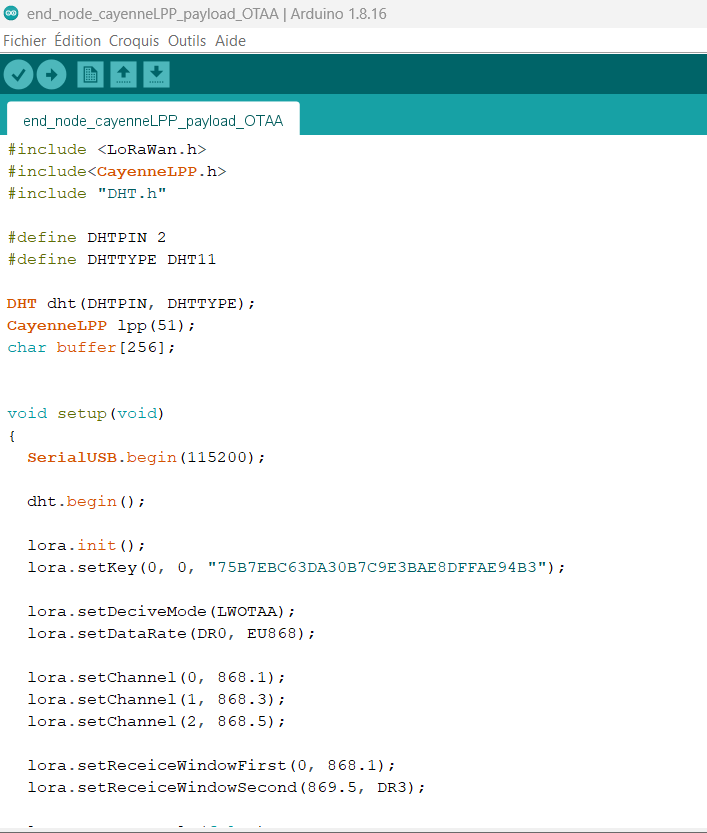 end_node_cayenneLPP_payload_OTAA | Arduino 1.8.16
Fichier Édition Croquis Outils Aide
end_node_cayenneLPP_payload_OTAA
#include <LoRaWan.h>
#include<CayenneLPP.h>
#include "DHT.h"
#define DHTPIN 2
#define DHTTYPE DHT11
DHT dht(DHTPIN, DHTTYPE);
CayenneLPP lpp(51);
char buffer[256];
void setup(void)
{
SerialUSB.begin(115200);
dht.begin();
lora.init();
lora.setKey(0, 0, "75B7EBC63DA30B7C9E3BAE8DFFAE94B3");
lora.setDeciveMode(LWOTAA);
lora.setDataRate(DR0, EU868);
lora.setChannel(0, 868.1);
lora.setChannel(1, 868.3);
lora.setChannel(2, 868.5);
lora.setReceiceWindowFirst(0, 868.1);
lora.setReceiceWindowSecond(869.5, DR3);